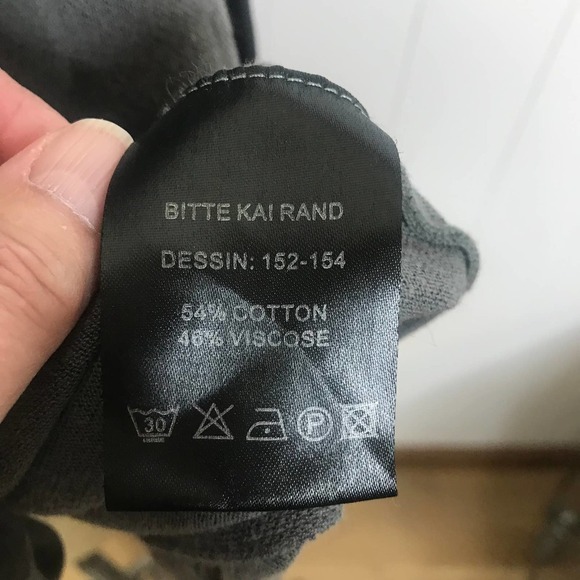 BITTE KAI RAND
DESSIN: 152-154
54% COTTON
46% VISCOSE
30 P